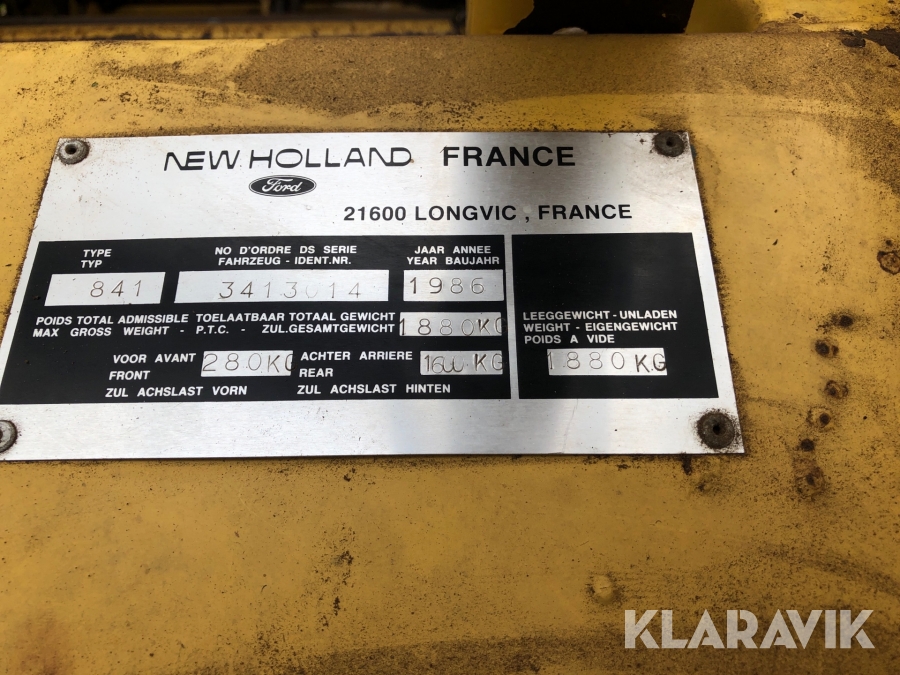 NEW HOLLAND FRANCE
Ford
21600 LONGVIC, FRANCE
TYPE
TYP
841
NO D'ORDRE DS SERIE
FAHRZEUG - IDENT.NR.
3413014
JAAR ANNEE
YEAR BAUJAHR
1986
POIDS TOTAL ADMISSIBLE TOELAATBAAR TOTAAL GEWICHT
MAX GROSS WEIGHT - P.T.C. - ZUL.GESAMTGEWICHT
1880KG
VOOR AVANT
FRONT
280KG
ZUL ACHSLAST VORN
ACHTER ARRIERE
REAR
1600 KG
ZUL ACHSLAST HINTEN
LEEGGEWICHT - UNLADEN
WEIGHT - EIGENGEWICHT
POIDS A VIDE
1880KG
KLARAVIK